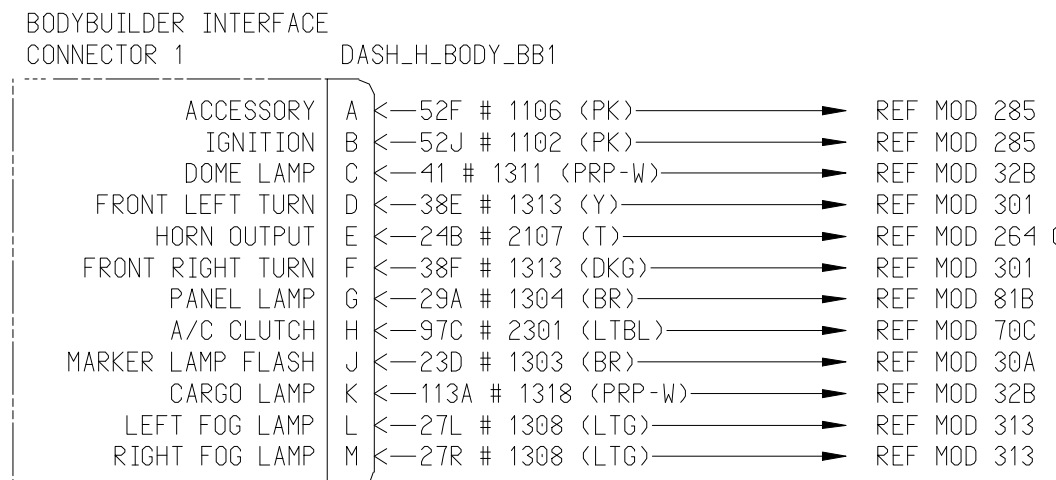 BODYBUILDER INTERFACE
CONNECTOR 1 DASH_H_BODY_BB1
ACCESSORY A 52F # 1106 (PK) REF MOD 285
IGNITION B 52J # 1102 (PK) REF MOD 285
DOME LAMP C 41 # 1311 (PRP-W) REF MOD 32B
FRONT LEFT TURN D 38E # 1313 (Y) REF MOD 301
HORN OUTPUT E 24B # 2107 (T) REF MOD 264
FRONT RIGHT TURN F 38F # 1313 (DKG) REF MOD 301
PANEL LAMP G 29A # 1304 (BR) REF MOD 81B
A/C CLUTCH H 97C # 2301 (LTBL) REF MOD 70C
MARKER LAMP FLASH J 23D # 1303 (BR) REF MOD 30A
CARGO LAMP K 113A # 1318 (PRP-W) REF MOD 32B
LEFT FOG LAMP L 27L # 1308 (LTG) REF MOD 313
RIGHT FOG LAMP M 27R # 1308 (LTG) REF MOD 313